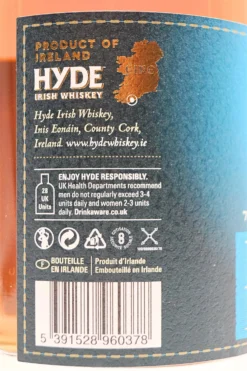 PRODUCT OF
IRELAND
HYDE
IRISH WHISKEY
Hyde Irish Whiskey,
Inis Eonáin, County Cork,
Ireland. www.hydewhiskey.ie
28
UK
Units
ENJOY HYDE RESPONSIBLY.
UK Health Departments recommend
men do not regularly exceed 3-4
units daily and women 2-3 units
daily. Drinkaware.co.uk
BOUTEILLE
EN IRLANDE
Produit d'Irlande
Embouteillé en Irlande
5 391528 960378